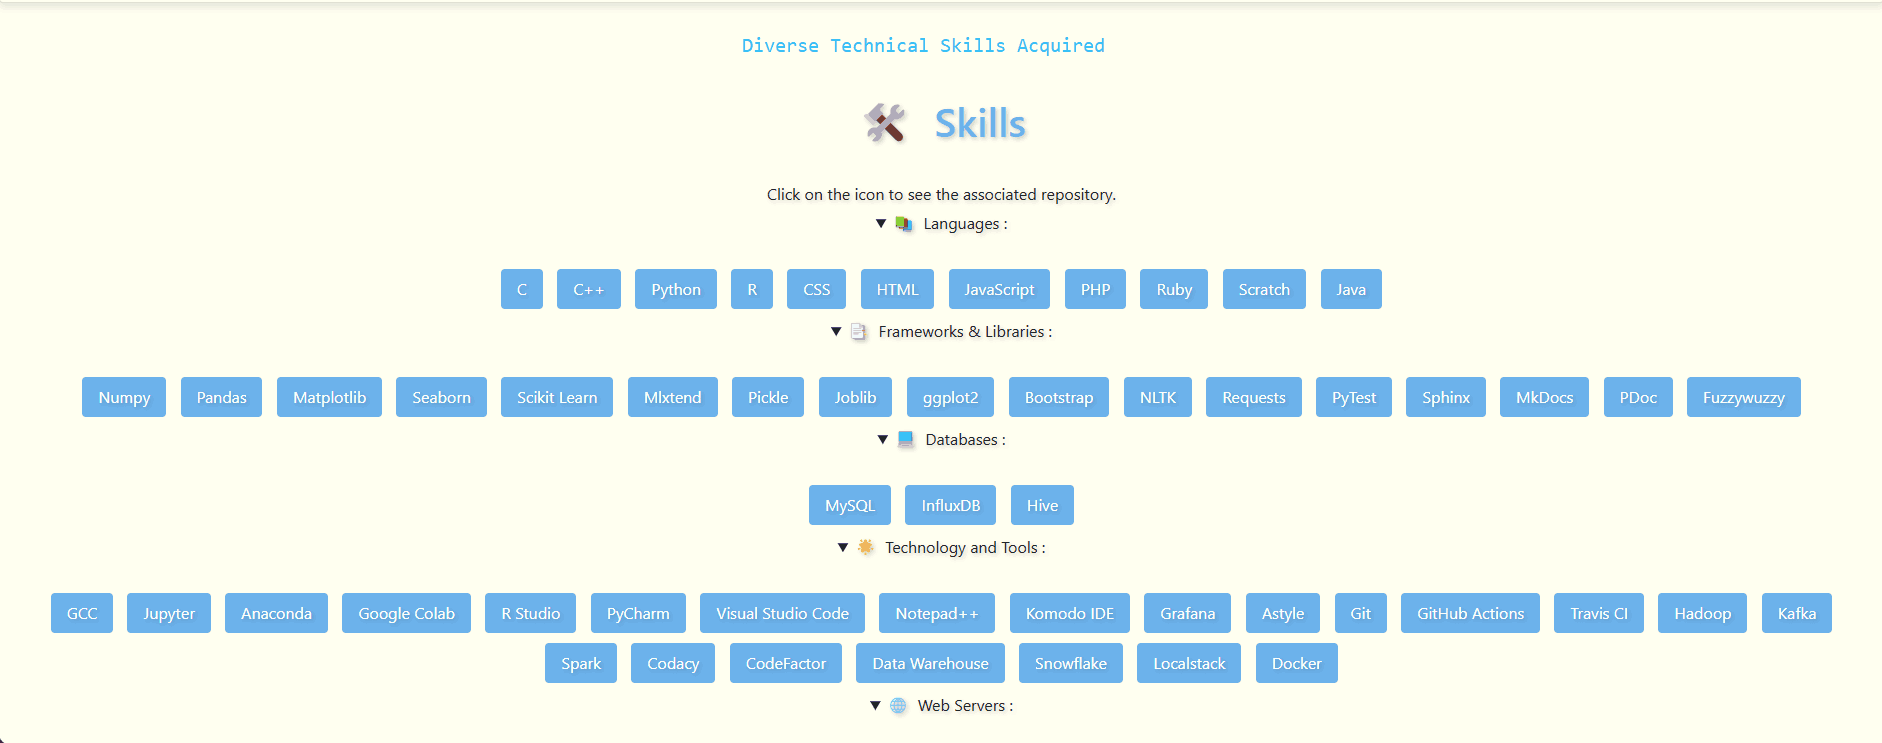 Diverse Technical Skills Acquired
Skills
Click on the icon to see the associated repository.
Languages :
C C++ Python R CSS HTML JavaScript PHP Ruby Scratch Java
Frameworks & Libraries :
Numpy Pandas Matplotlib Seaborn Scikit Learn Mlxtend Pickle Joblib ggplot2 Bootstrap NLTK Requests PyTest Sphinx MkDocs PDoc Fuzzywuzzy
Databases :
MySQL InfluxDB Hive
Technology and Tools :
GCC Jupyter Anaconda Google Colab R Studio PyCharm Visual Studio Code Notepad++ Komodo IDE Grafana Astyle Git GitHub Actions Travis CI Hadoop Kafka
Spark Codacy CodeFactor Data Warehouse Snowflake Localstack Docker
Web Servers :